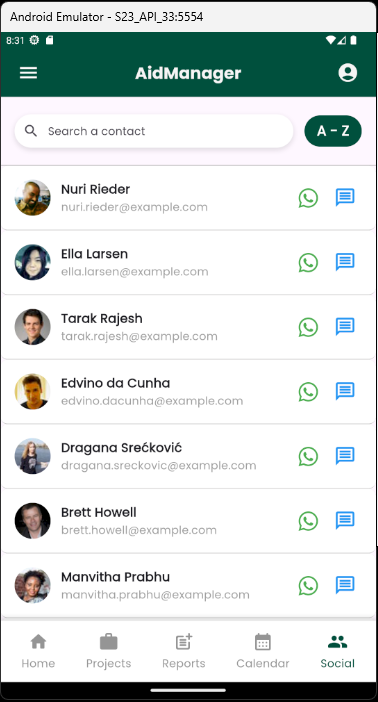 Android Emulator - S23_API_33:5554
8:31
AidManager
Search a contact
A - Z
Nuri Rieder
nuri.rieder@example.com
Ella Larsen
ella.larsen@example.com
Tarak Rajesh
tarak.rajesh@example.com
Edvino da Cunha
edvino.dacunha@example.com
Dragana Srećković
dragana.sreckovic@example.com
Brett Howell
brett.howell@example.com
Manvitha Prabhu
manvitha.prabhu@example.com
Home Projects Reports Calendar Social